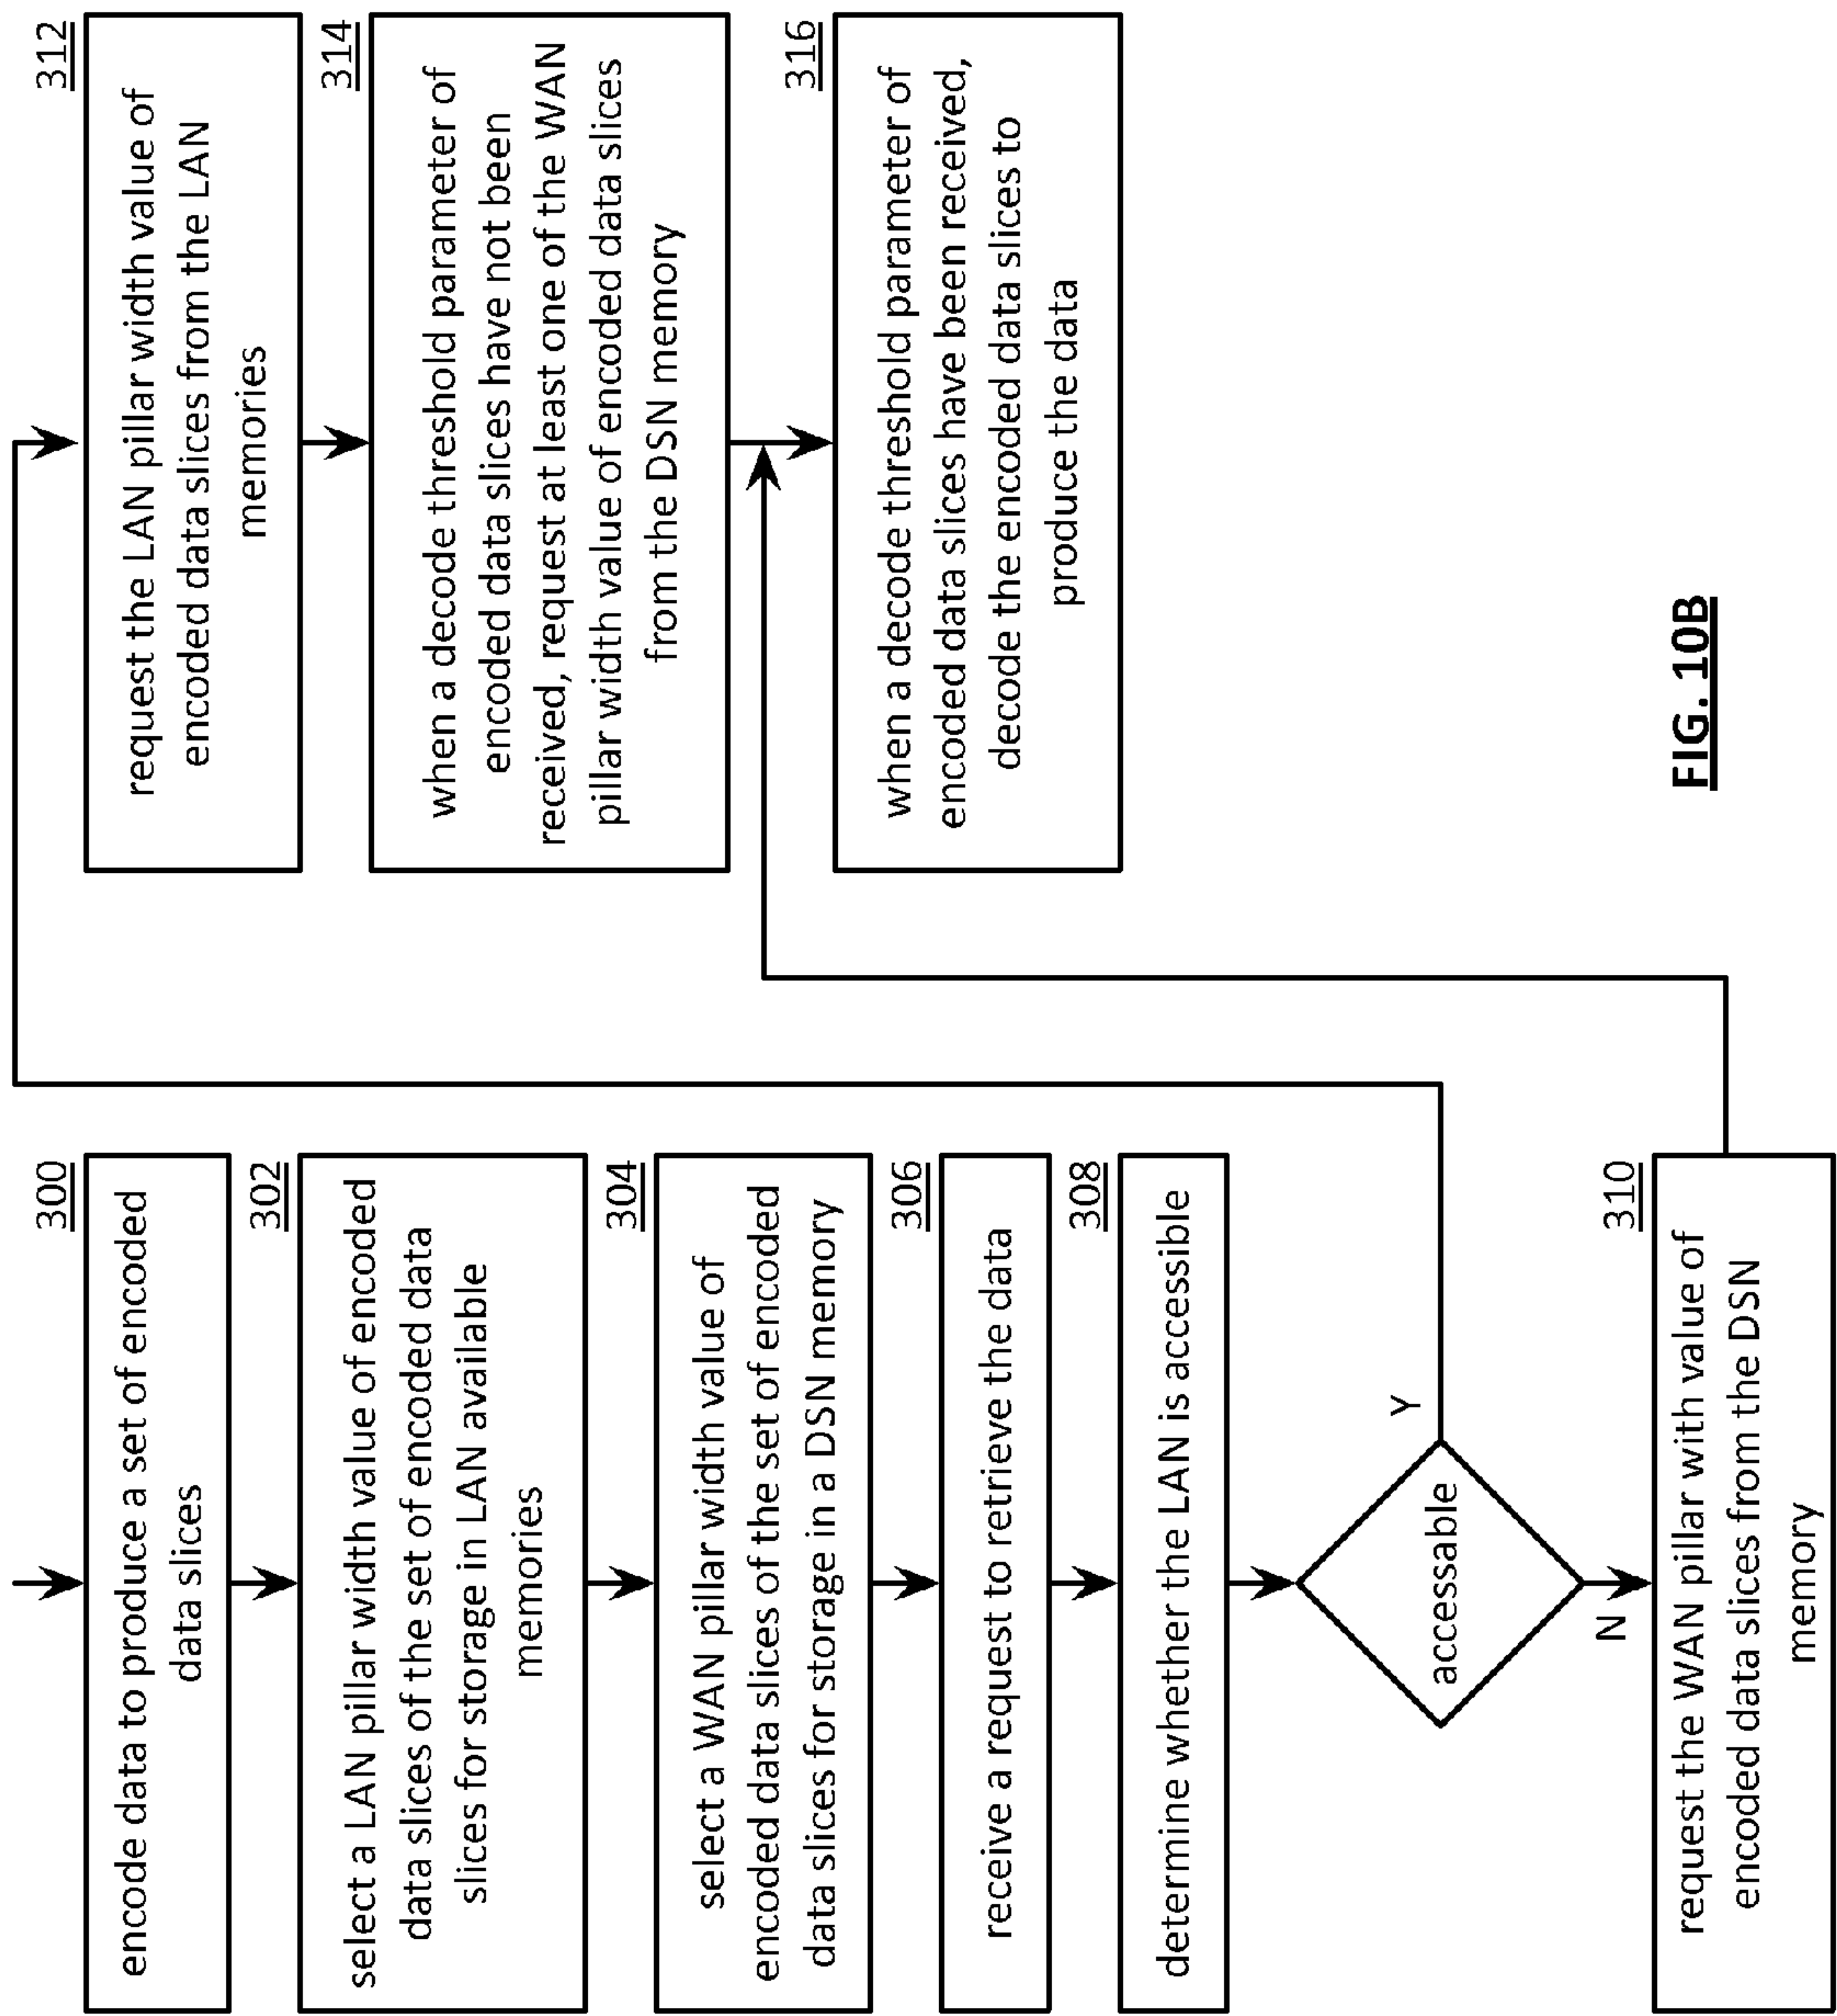 300
encode data to produce a set of encoded
data slices
302
select a LAN pillar width value of encoded
data slices of the set of encoded data
slices for storage in LAN available
memories
304
select a WAN pillar width value of
encoded data slices of the set of encoded
data slices for storage in a DSN memory
306
receive a request to retrieve the data
308
determine whether the LAN is accessible
accessable
Y
N
310
request the WAN pillar with value of
encoded data slices from the DSN
memory
312
request the LAN pillar width value of
encoded data slices from the LAN
memories
314
when a decode threshold parameter of
encoded data slices have not been
received, request at least one of the WAN
pillar width value of encoded data slices
from the DSN memory
316
when a decode threshold parameter of
encoded data slices have been received,
decode the encoded data slices to
produce the data
FIG. 10B